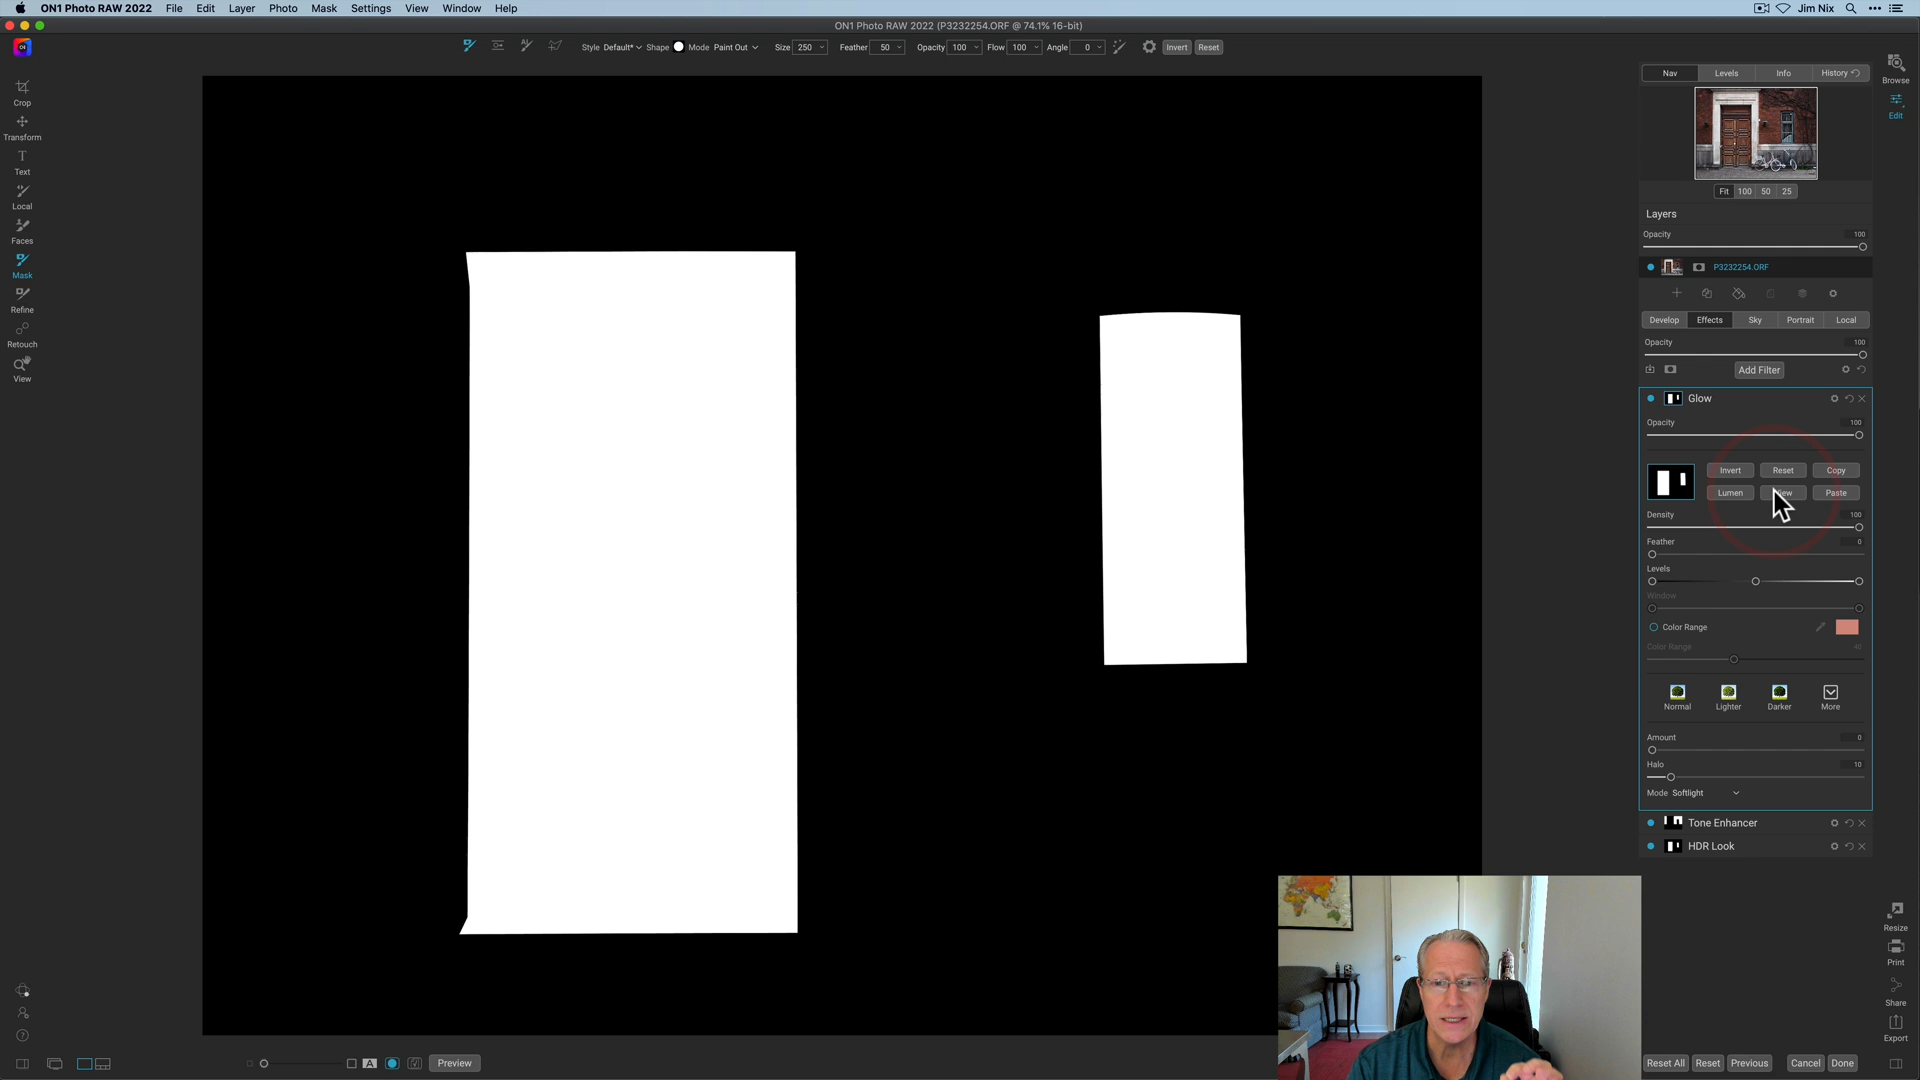 ON1 Photo RAW 2022 File Edit Layer Photo Mask Settings View Window Help Jim Nix
ON1 Photo RAW 2022 (P3232254.ORF @ 74.1% 16-bit)
Style Default* Shape Mode Paint Out Size 250 Feather 50 Opacity 100 Flow 100 Angle 0 Invert Reset
Crop
Transform
Text
Local
Faces
Mask
Refine
Retouch
View
Nav Levels Info History
Browse
Edit
Fit 100 50 25
Layers
Opacity 100
P3232254.ORF
Develop Effects Sky Portrait Local
Opacity 100
Add Filter
Glow
Opacity 100
Invert Reset Copy
Lumen Paste
Density 100
Feather 0
Levels
Window
Color Range
Color Range 40
Normal Lighter Darker More
Amount 0
Halo 10
Mode Softlight
Tone Enhancer
HDR Look
Resize
Print
Share
Export
A Preview
Reset All Reset Previous Cancel Done